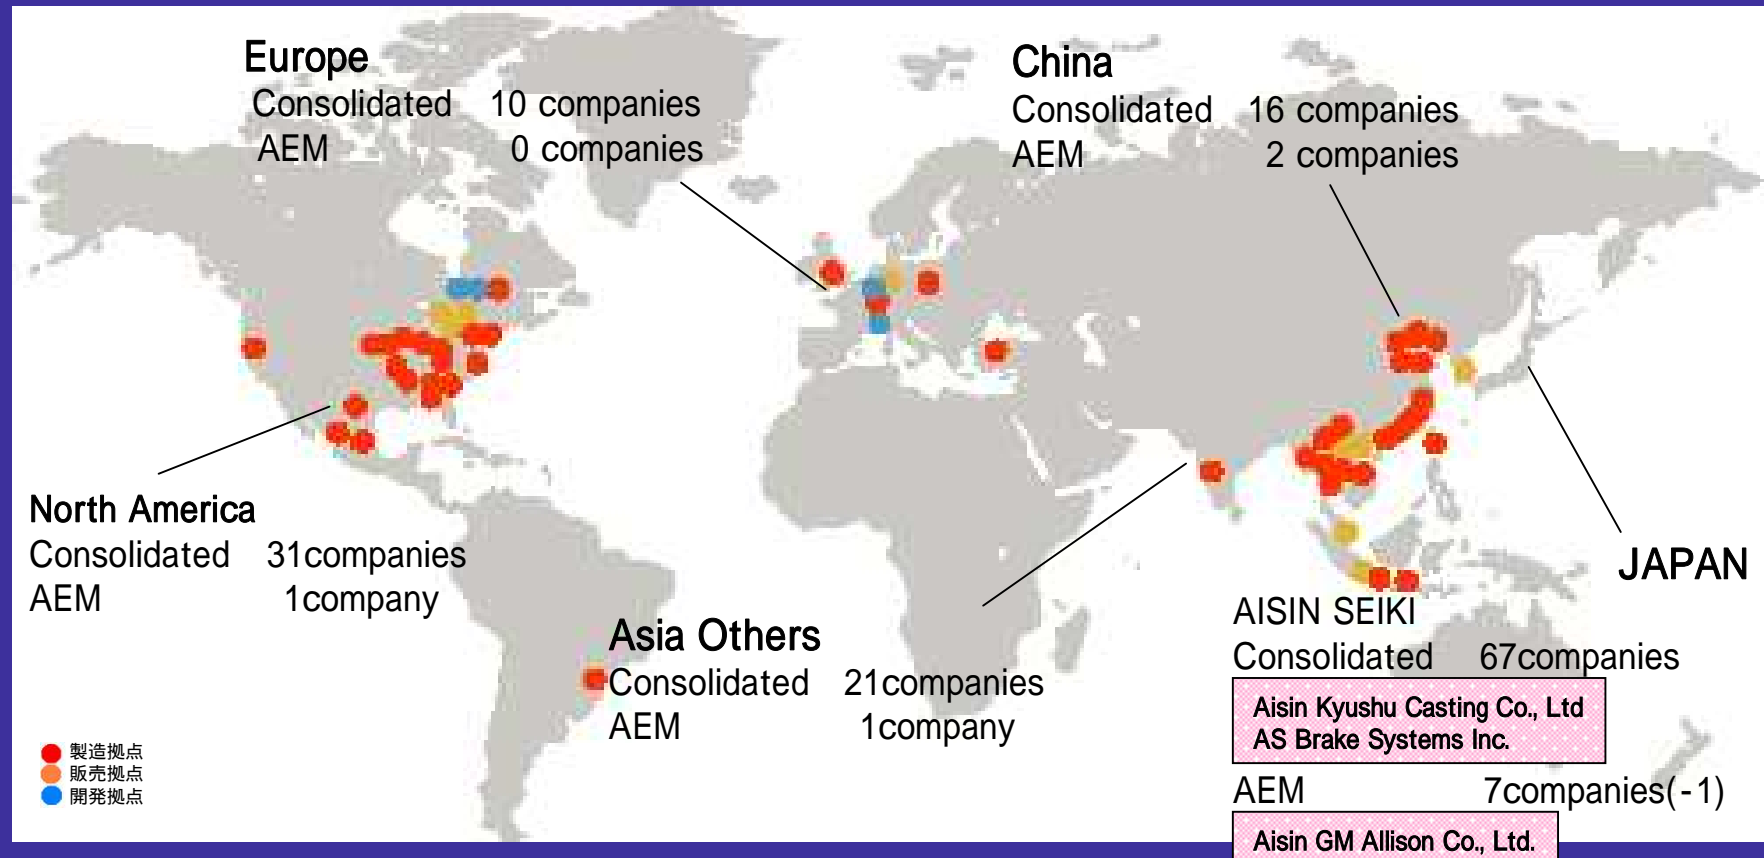 Europe
Consolidated 10 companies
AEM 0 companies
China
Consolidated 16 companies
AEM 2 companies
North America
Consolidated 31companies
AEM 1company
Asia Others
Consolidated 21companies
AEM 1company
JAPAN
AISIN SEIKI
Consolidated 67companies
Aisin Kyushu Casting Co., Ltd
AS Brake Systems Inc.
AEM 7companies(-1)
Aisin GM Allison Co., Ltd.
製造拠点
販売拠点
開発拠点